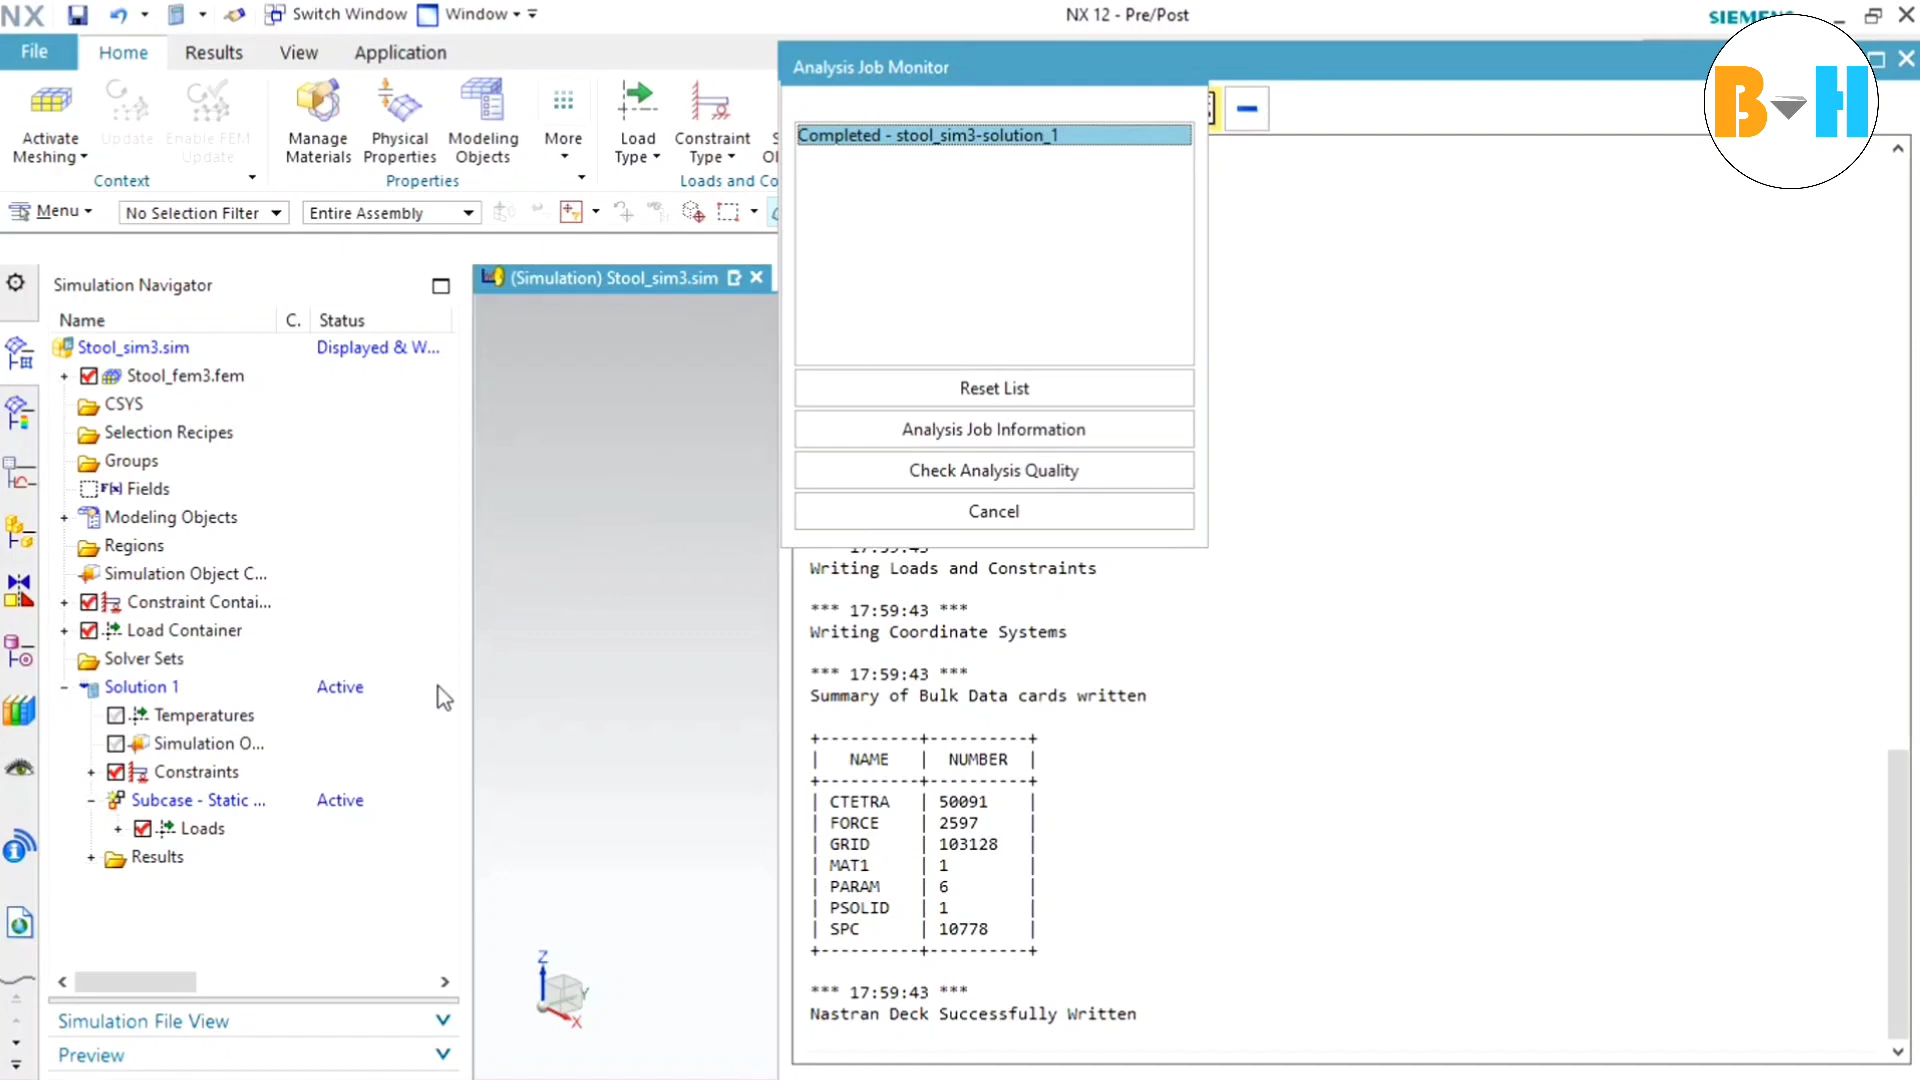 NX Switch Window Window NX 12 - Pre/Post SIEMENS
File Home Results View Application
Analysis Job Monitor
B H
Activate Meshing
Update
Enable FEM Update
Manage Materials
Physical Properties
Modeling Objects
More
Load Type
Constraint Type
Context Properties Loads and Co
Menu No Selection Filter Entire Assembly
Completed - stool_sim3-solution_1
Reset List
Analysis Job Information
Check Analysis Quality
Cancel
Simulation Navigator
(Simulation) Stool_sim3.sim
Name C. Status
Stool_sim3.sim Displayed & W...
+ Stool_fem3.fem
CSYS
Selection Recipes
Groups
F(x) Fields
+ Modeling Objects
Regions
Simulation Object C...
+ Constraint Contai...
+ Load Container
Solver Sets
- Solution 1 Active
Temperatures
Simulation O...
+ Constraints
- Subcase - Static ... Active
+ Loads
+ Results
Simulation File View
Preview
Z
Y
X
17:59:43
Writing Loads and Constraints
*** 17:59:43 ***
Writing Coordinate Systems
*** 17:59:43 ***
Summary of Bulk Data cards written
+----------+----------+
| NAME | NUMBER |
+----------+----------+
| CTETRA | 50091 |
| FORCE | 2597 |
| GRID | 103128 |
| MAT1 | 1 |
| PARAM | 6 |
| PSOLID | 1 |
| SPC | 10778 |
+----------+----------+
*** 17:59:43 ***
Nastran Deck Successfully Written